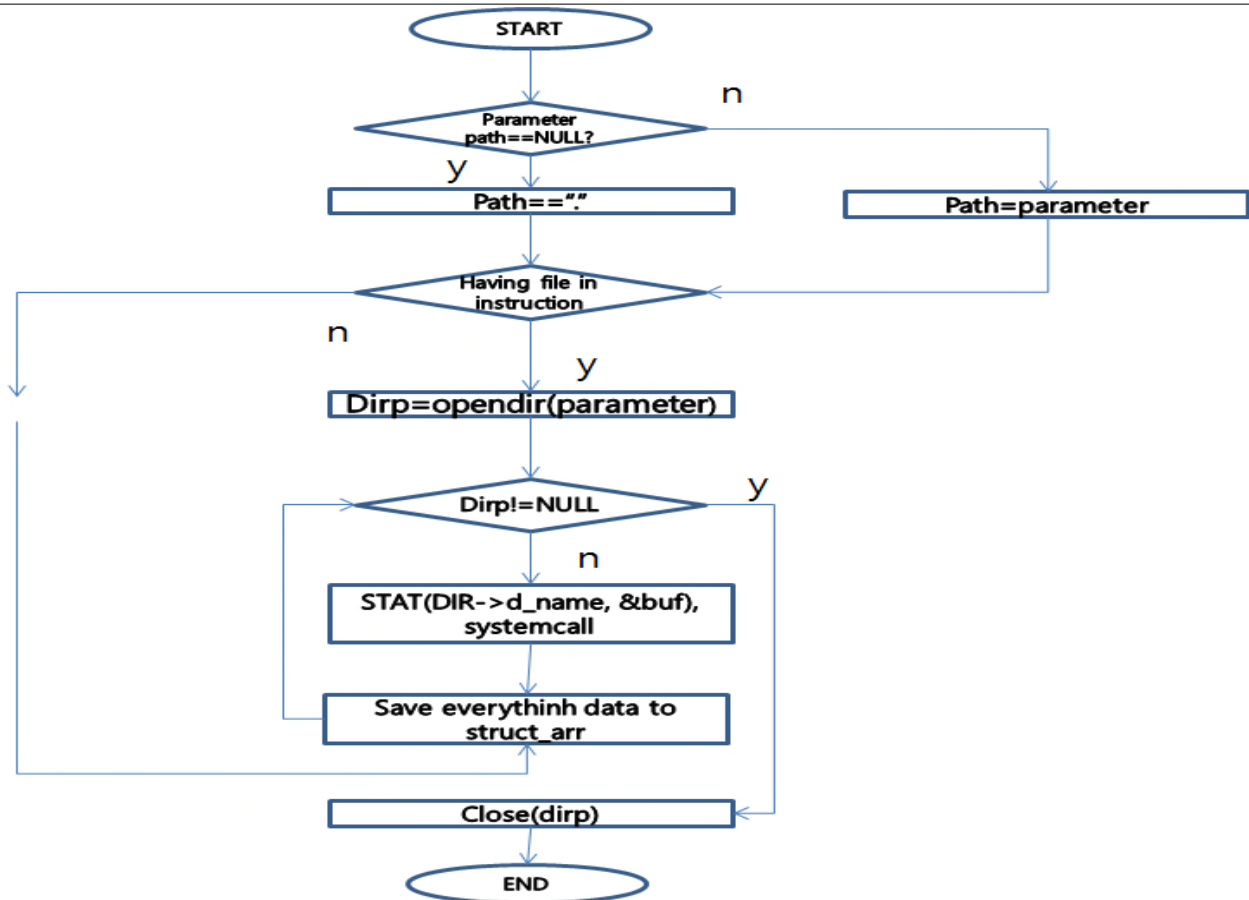 START
n
Parameter
path==NULL?
y
Path=="."
Path=parameter
Having file in
instruction
n
y
Dirp=opendir(parameter)
y
Dirp!=NULL
n
STAT(DIR->d_name, &buf),
systemcall
Save everythinh data to
struct_arr
Close(dirp)
END